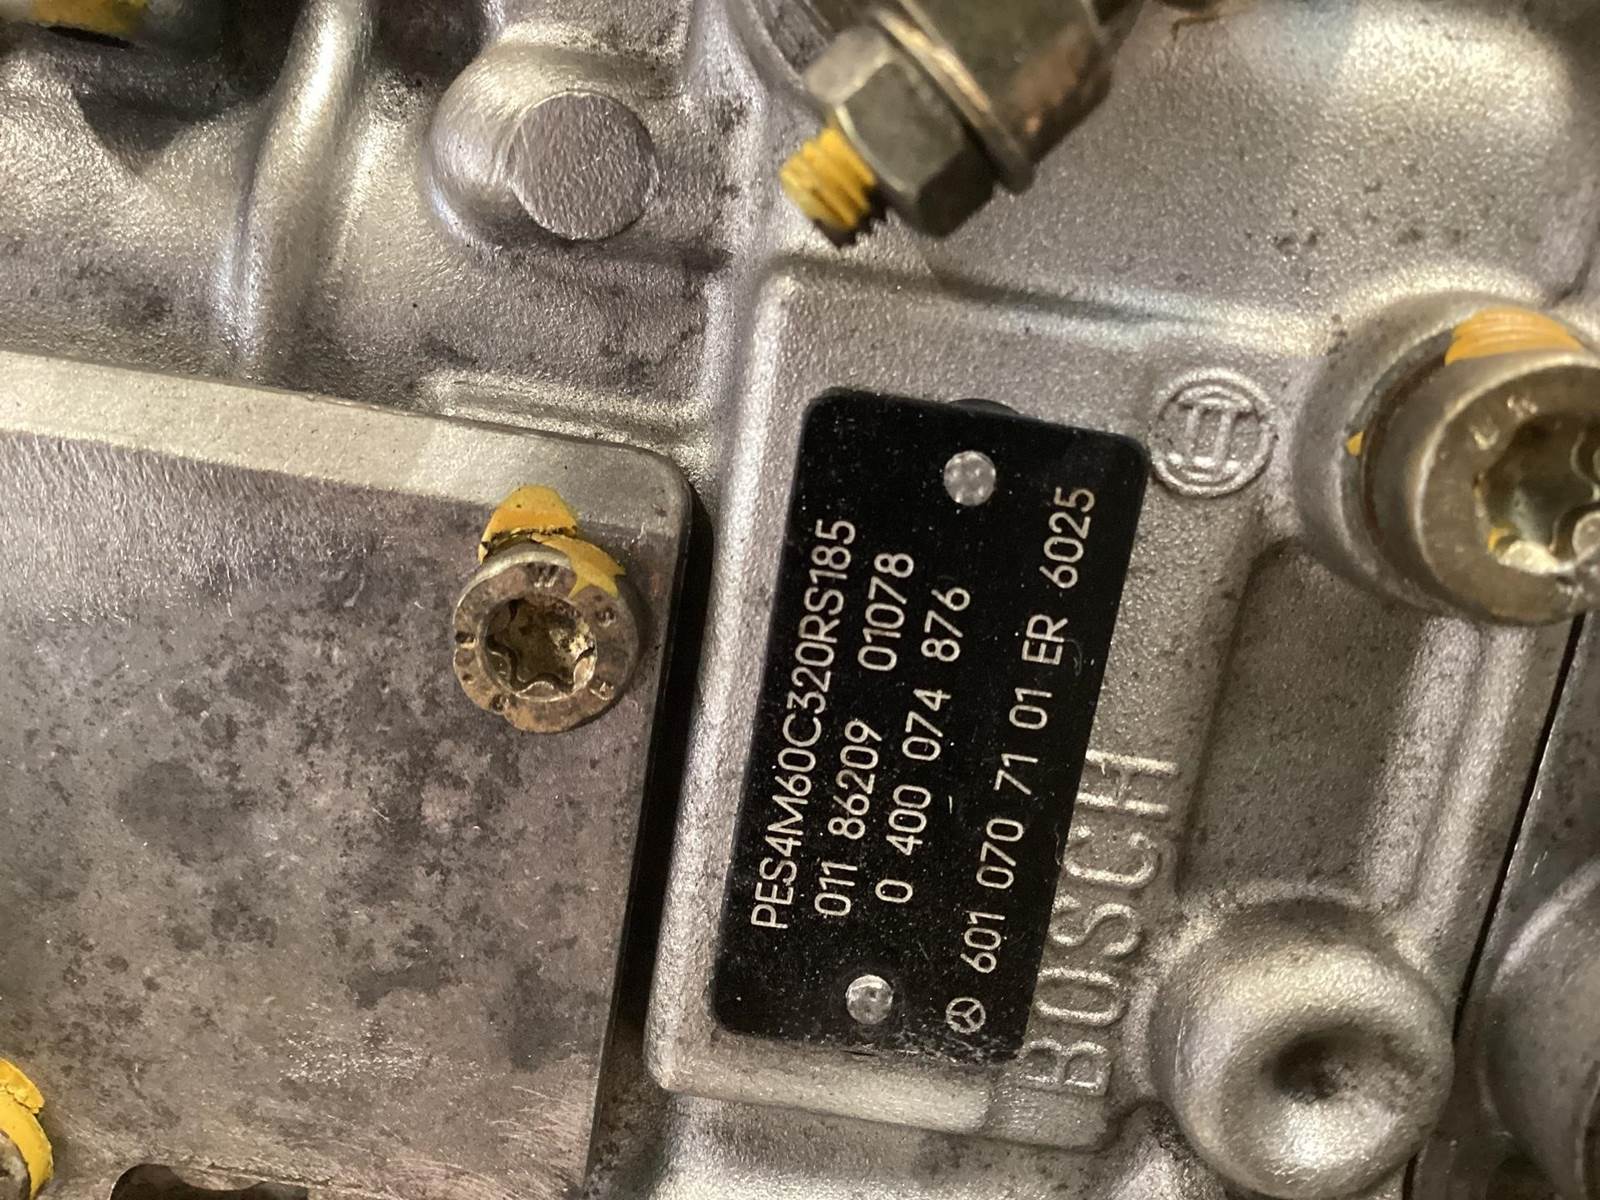 PES4M60C320RS185
011 86209 01078
0 400 074 876
601 070 71 01 ER 6025
BOSCH